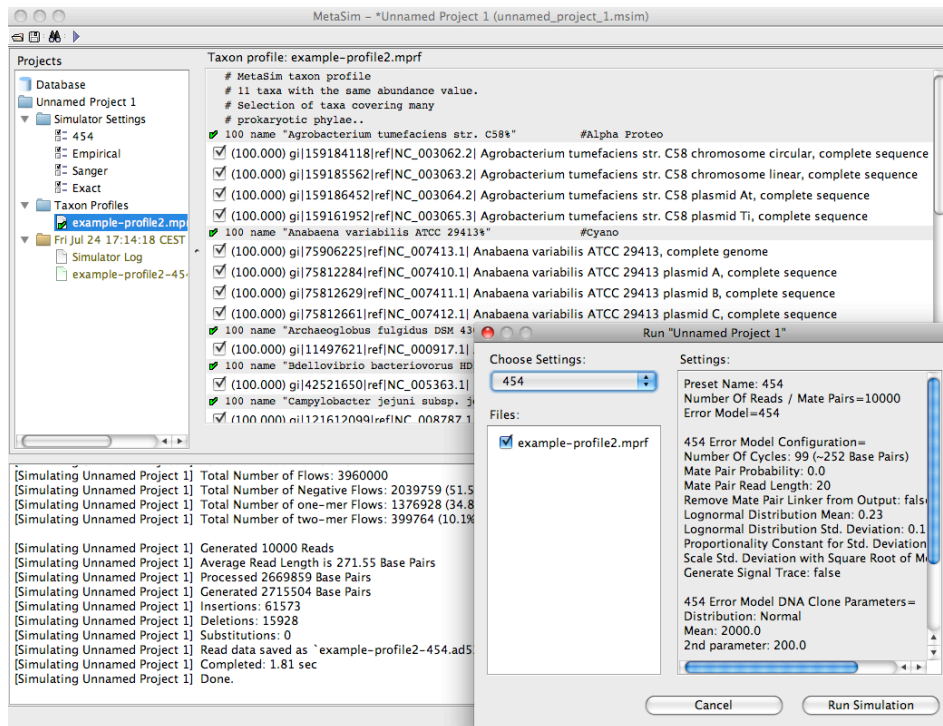 MetaSim - *Unnamed Project 1 (unnamed_project_1.msim)
Projects
Database
Unnamed Project 1
Simulator Settings
454
Empirical
Sanger
Exact
Taxon Profiles
example-profile2.mprf
Fri Jul 24 17:14:18 CEST
Simulator Log
example-profile2-45
Taxon profile: example-profile2.mprf
# MetaSim taxon profile
# 11 taxa with the same abundance value.
# Selection of taxa covering many
# prokaryotic phylae..
100 name "Agrobacterium tumefaciens str. C58%" #Alpha Proteo
(100.000) gi|159184118|ref|NC_003062.2| Agrobacterium tumefaciens str. C58 chromosome circular, complete sequence
(100.000) gi|159185562|ref|NC_003063.2| Agrobacterium tumefaciens str. C58 chromosome linear, complete sequence
(100.000) gi|159186452|ref|NC_003064.2| Agrobacterium tumefaciens str. C58 plasmid At, complete sequence
(100.000) gi|159161952|ref|NC_003065.3| Agrobacterium tumefaciens str. C58 plasmid Ti, complete sequence
100 name "Anabaena variabilis ATCC 29413%" #Cyano
(100.000) gi|75906225|ref|NC_007413.1| Anabaena variabilis ATCC 29413, complete genome
(100.000) gi|75812284|ref|NC_007410.1| Anabaena variabilis ATCC 29413 plasmid A, complete sequence
(100.000) gi|75812629|ref|NC_007411.1| Anabaena variabilis ATCC 29413 plasmid B, complete sequence
(100.000) gi|75812661|ref|NC_007412.1| Anabaena variabilis ATCC 29413 plasmid C, complete sequence
100 name "Archaeoglobus fulgidus DSM 430
(100.000) gi|11497621|ref|NC_000917.1|
100 name "Bdellovibrio bacteriovorus HD
(100.000) gi|42521650|ref|NC_005363.1|
100 name "Campylobacter jejuni subsp. je
(100.000) gi|121612099|ref|NC_008787.1
[Simulating Unnamed Project 1] Total Number of Flows: 3960000
[Simulating Unnamed Project 1] Total Number of Negative Flows: 2039759 (51.5
[Simulating Unnamed Project 1] Total Number of one-mer Flows: 1376928 (34.8
[Simulating Unnamed Project 1] Total Number of two-mer Flows: 399764 (10.1%
[Simulating Unnamed Project 1] Generated 10000 Reads
[Simulating Unnamed Project 1] Average Read Length is 271.55 Base Pairs
[Simulating Unnamed Project 1] Processed 2669859 Base Pairs
[Simulating Unnamed Project 1] Generated 2715504 Base Pairs
[Simulating Unnamed Project 1] Insertions: 61573
[Simulating Unnamed Project 1] Deletions: 15928
[Simulating Unnamed Project 1] Substitutions: 0
[Simulating Unnamed Project 1] Read data saved as `example-profile2-454.ad5
[Simulating Unnamed Project 1] Completed: 1.81 sec
[Simulating Unnamed Project 1] Done.
Run "Unnamed Project 1"
Choose Settings:
454
Files:
example-profile2.mprf
Settings:
Preset Name: 454
Number Of Reads / Mate Pairs=10000
Error Model=454
454 Error Model Configuration=
Number Of Cycles: 99 (~252 Base Pairs)
Mate Pair Probability: 0.0
Mate Pair Read Length: 20
Remove Mate Pair Linker from Output: fals
Lognormal Distribution Mean: 0.23
Lognormal Distribution Std. Deviation: 0.1
Proportionality Constant for Std. Deviation
Scale Std. Deviation with Square Root of Me
Generate Signal Trace: false
454 Error Model DNA Clone Parameters=
Distribution: Normal
Mean: 2000.0
2nd parameter: 200.0
Cancel
Run Simulation